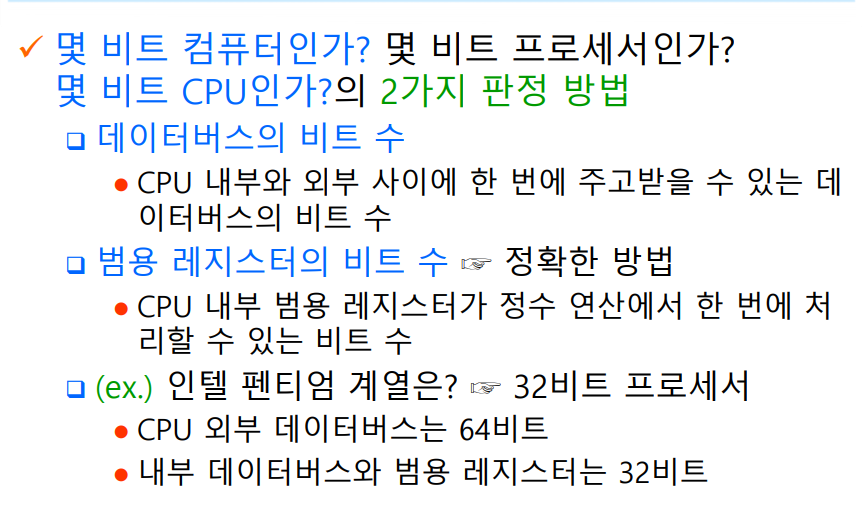 ✓ 몇 비트 컴퓨터인가? 몇 비트 프로세서인가?
몇 비트 CPU인가?의 2가지 판정 방법
❑ 데이터버스의 비트 수
● CPU 내부와 외부 사이에 한 번에 주고받을 수 있는 데
이터버스의 비트 수
❑ 범용 레지스터의 비트 수 ☞ 정확한 방법
● CPU 내부 범용 레지스터가 정수 연산에서 한 번에 처
리할 수 있는 비트 수
❑ (ex.) 인텔 펜티엄 계열은? ☞ 32비트 프로세서
● CPU 외부 데이터버스는 64비트
● 내부 데이터버스와 범용 레지스터는 32비트